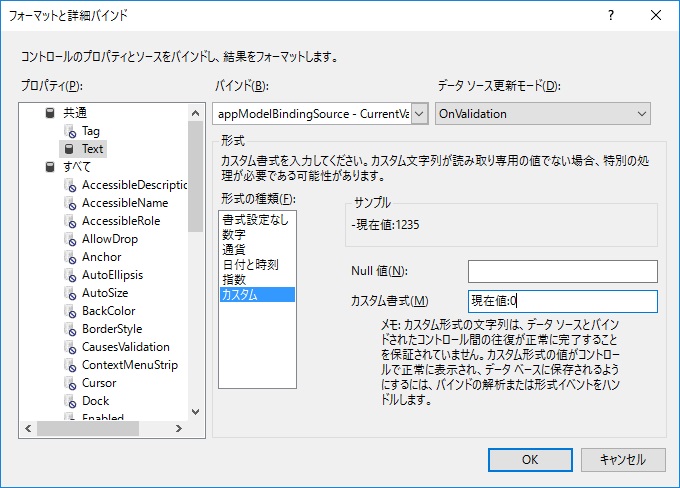 フォーマットと詳細バインド
コントロールのプロパティとソースをバインドし、結果をフォーマットします。
プロパティ(P):
共通
Tag
Text
すべて
AccessibleDescriptio
AccessibleName
AccessibleRole
AllowDrop
Anchor
AutoEllipsis
AutoSize
BackColor
BorderStyle
CausesValidation
ContextMenuStrip
Cursor
Dock
Enabled
バインド(B):
appModelBindingSource - CurrentVa
データ ソース更新モード(D):
OnValidation
形式
カスタム書式を入力してください。カスタム文字列が読み取り専用の値でない場合、特別の処
理が必要である可能性があります。
形式の種類(F):
書式設定なし
数字
通貨
日付と時刻
指数
カスタム
サンプル
-現在値:1235
Null 値(N):
カスタム書式(M)
現在値:0
メモ: カスタム形式の文字列は、データ ソースとバイン
ドされたコントロール間の往復が正常に完了すること
を保証されていません。カスタム形式の値がコントロー
ルで正常に表示され、データ ベースに保存されるよう
にするには、バインドの解析または形式イベントをハン
ドルします。
OK
キャンセル